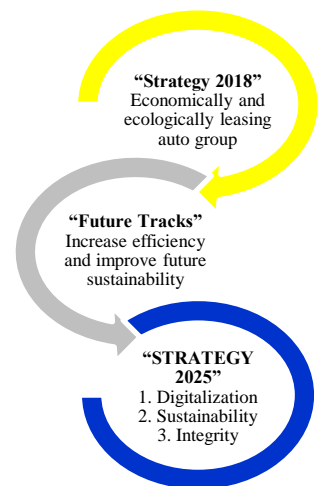 “Strategy 2018”
Economically and
ecologically leasing
auto group
“Future Tracks”
Increase efficiency
and improve future
sustainability
“STRATEGY
2025”
1. Digitalization
2. Sustainability
3. Integrity